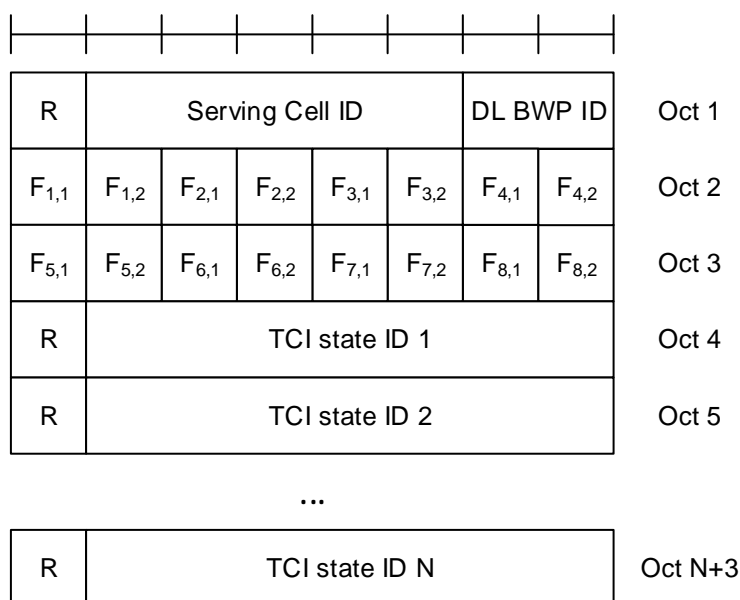 R Serving Cell ID DL BWP ID Oct 1
F1,1 F1,2 F2,1 F2,2 F3,1 F3,2 F4,1 F4,2 Oct 2
F5,1 F5,2 F6,1 F6,2 F7,1 F7,2 F8,1 F8,2 Oct 3
R TCI state ID 1 Oct 4
R TCI state ID 2 Oct 5
...
R TCI state ID N Oct N+3